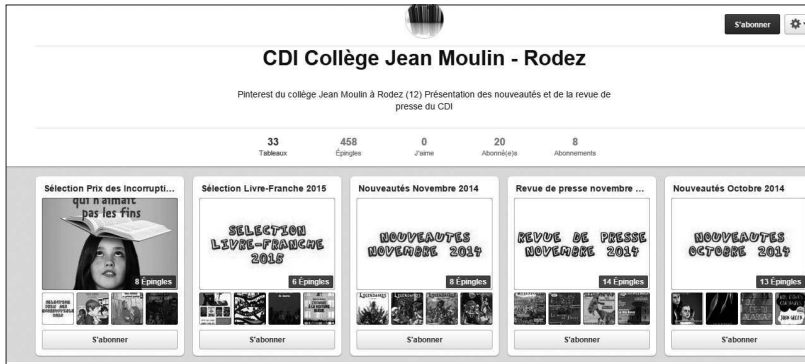 S'abonner
CDI Collège Jean Moulin - Rodez
Pinterest du collège Jean Moulin à Rodez (12) Présentation des nouveautés et de la revue de
presse du CDI
33 458 0 20 8
Tableaux Épingles J'aime Abonné(e)s Abonnements
Sélection Prix des Incorrupti...
qui n'aimait
pas les fins
8 Épingles
S'abonner
Sélection Livre-Franche 2015
SELECTION
LIVRE-FRANCHE
2015
6 Épingles
S'abonner
Nouveautés Novembre 2014
NOUVEAUTES
NOVEMBRE 2014
8 Épingles
LEGENDAIRES
S'abonner
Revue de presse novembre ...
REVUE DE PRESSE
NOVEMBRE 2014
14 Épingles
S'abonner
Nouveautés Octobre 2014
NOUVEAUTES
OCTOBRE 2014
13 Épingles
JOHN GREEN
S'abonner